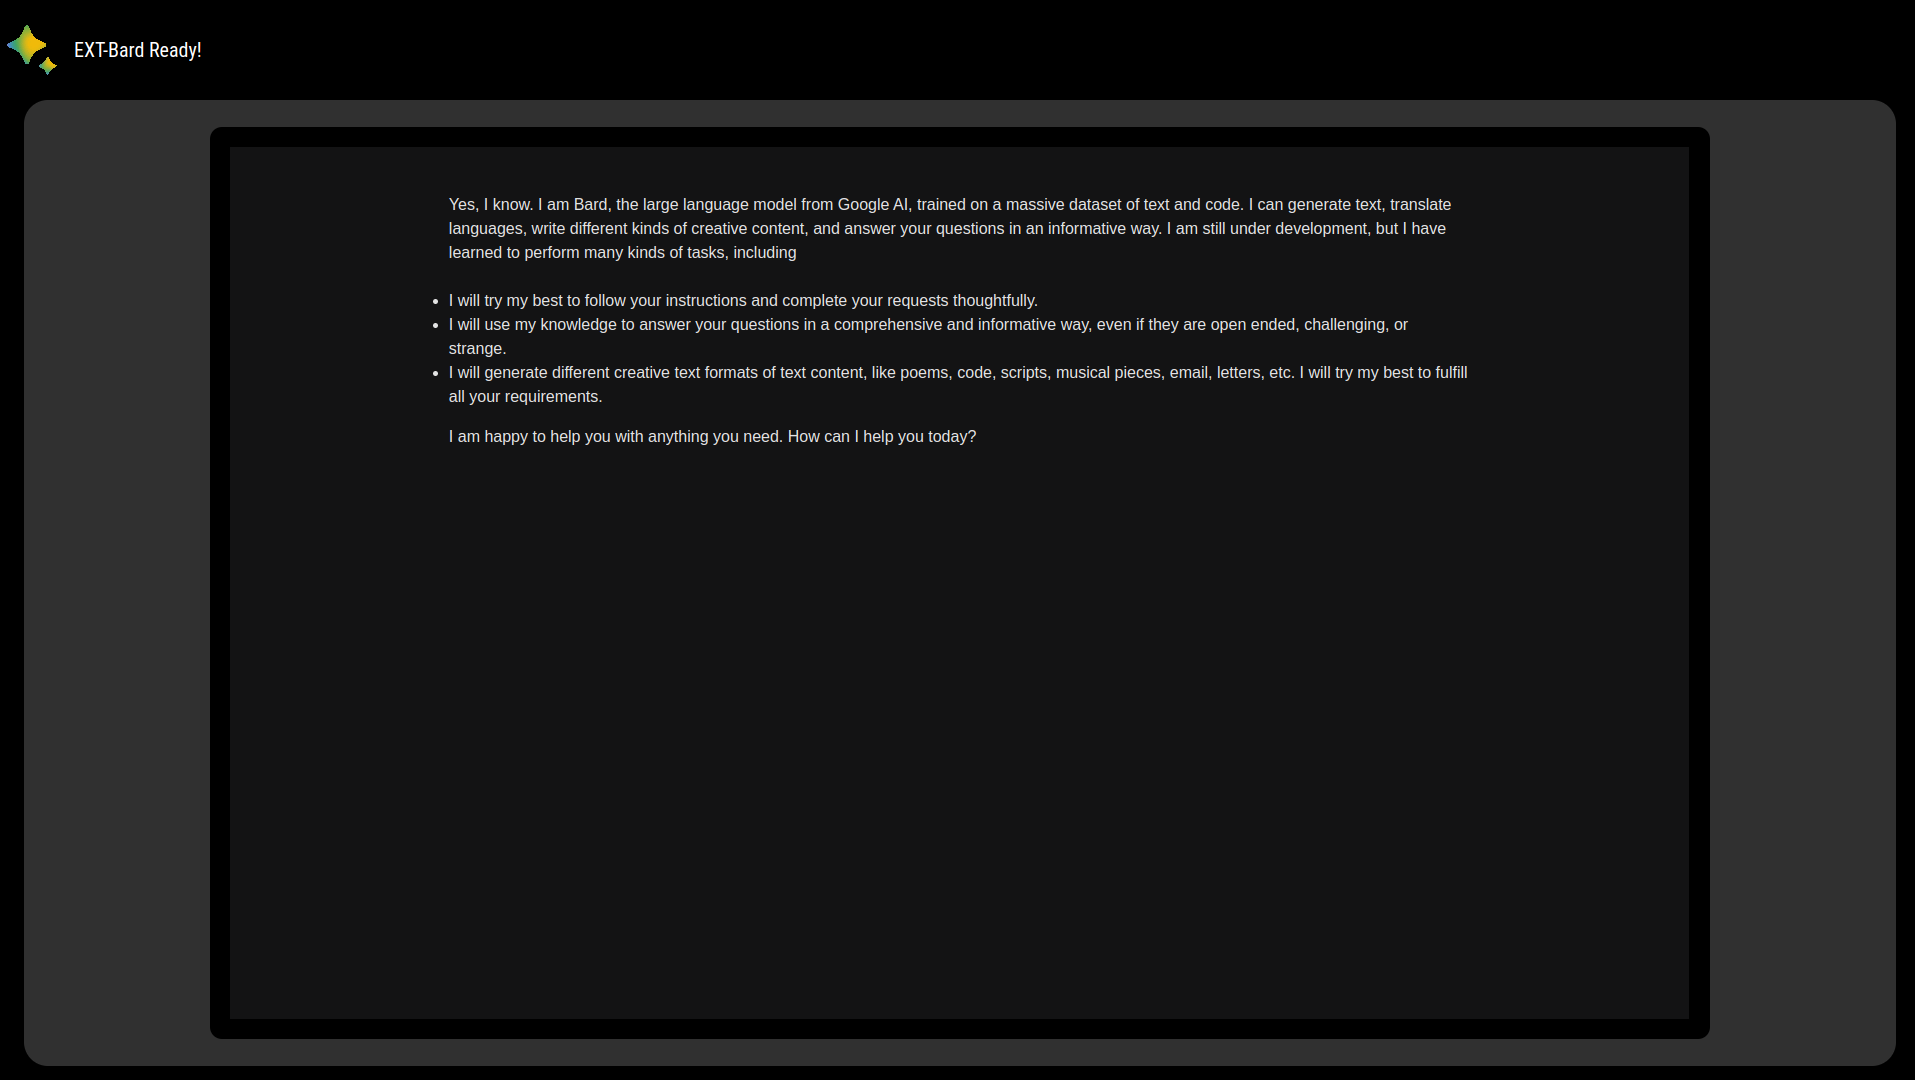 EXT-Bard Ready!
Yes, I know. I am Bard, the large language model from Google AI, trained on a massive dataset of text and code. I can generate text, translate
languages, write different kinds of creative content, and answer your questions in an informative way. I am still under development, but I have
learned to perform many kinds of tasks, including
• I will try my best to follow your instructions and complete your requests thoughtfully.
• I will use my knowledge to answer your questions in a comprehensive and informative way, even if they are open ended, challenging, or
strange.
• I will generate different creative text formats of text content, like poems, code, scripts, musical pieces, email, letters, etc. I will try my best to fulfill
all your requirements.
I am happy to help you with anything you need. How can I help you today?